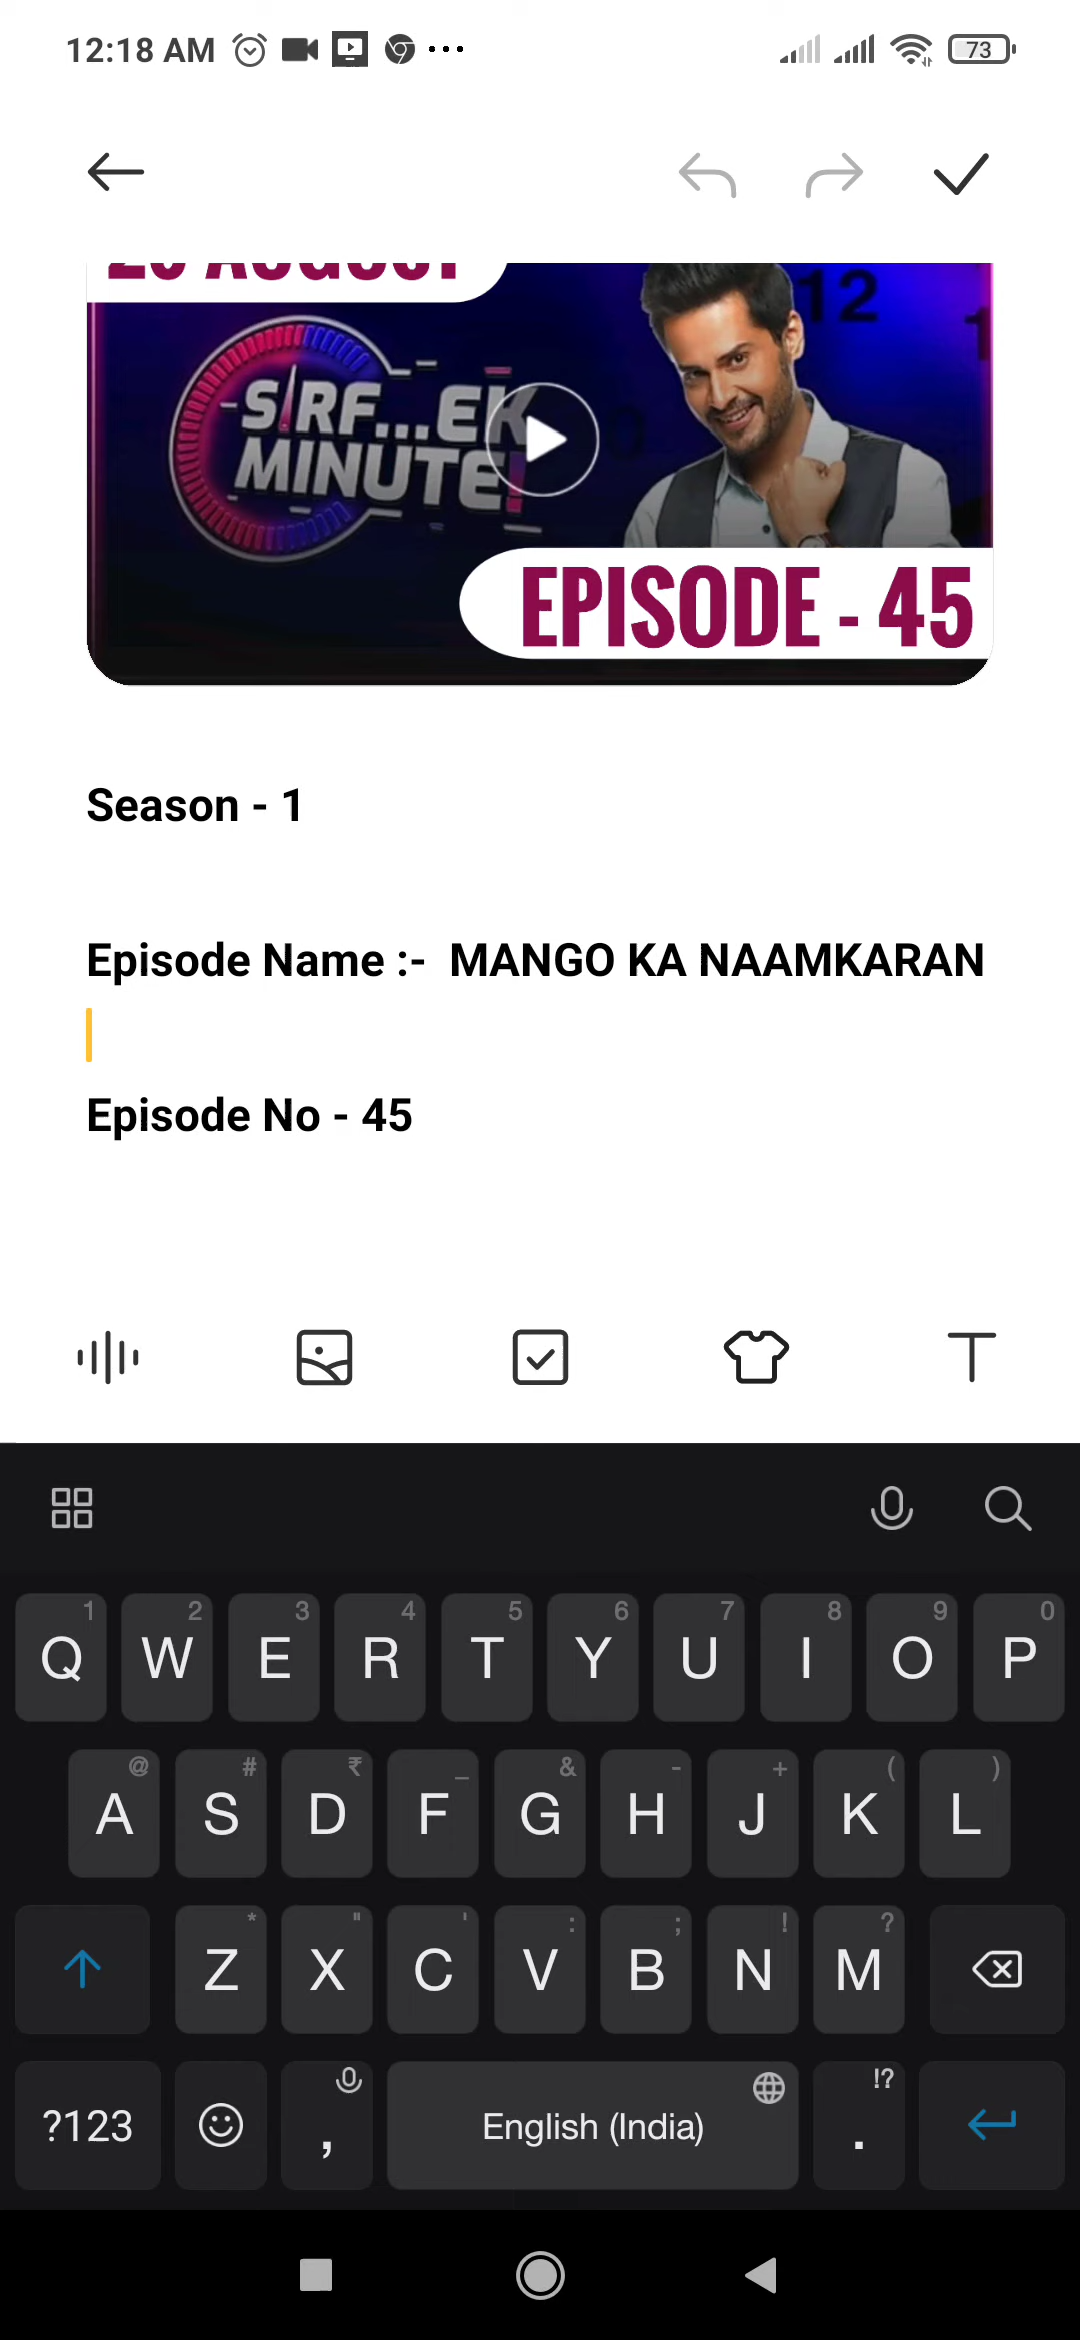 12:18 AM
73
AUGUST
12
SIRF...EK
MINUTE!
EPISODE - 45
Season - 1
Episode Name :-  MANGO KA NAAMKARAN
Episode No - 45
T
1 2 3 4 5 6 7 8 9 0
Q W E R T Y U I O P
@ # ₹ _ & - + ( )
A S D F G H J K L
* " ' : ; ! ?
Z X C V B N M
!?
?123 , English (India) .